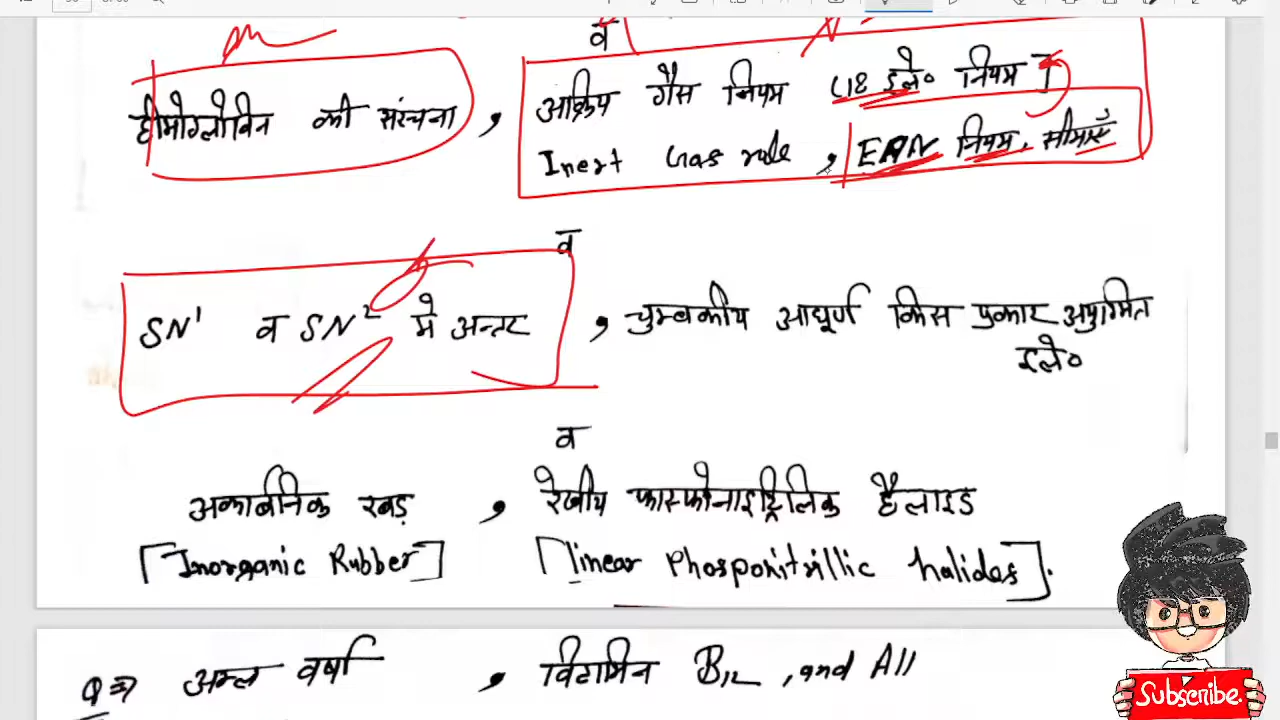 व
हीमोग्लोविन की संरचना , अक्रिय गैस नियम (18 इले० नियम]
Inert Gas rule , EAN नियम, सीमाएँ
व
SN¹ व SN² मे अन्तर , चुम्वकीय आघूर्ण किस प्रकार अयुग्मित
इले०
व
अकार्बनिक रबड़ , रेखीय फास्फोनाइट्रिलिक हैलाइड
[Inorganic Rubber] [linear Phosponitrillic halides].
Q ⇒ अम्ल वर्षा , विटामिन B₁₂ , and All
Subscribe